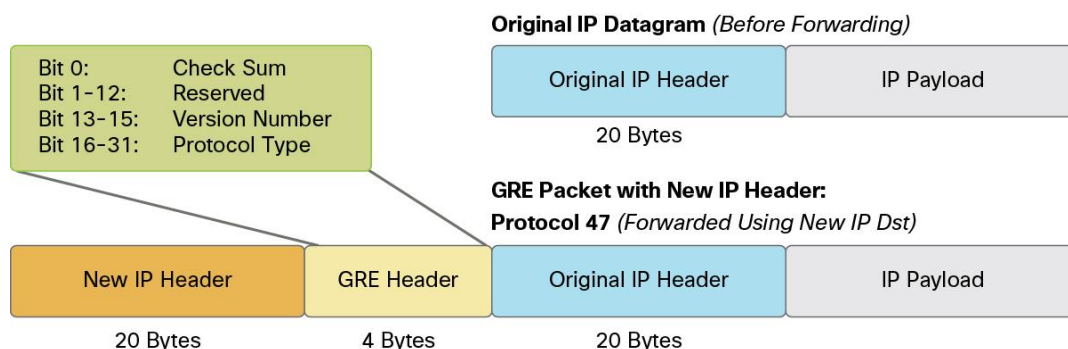 Original IP Datagram (Before Forwarding)
Bit 0: Check Sum
Bit 1-12: Reserved
Bit 13-15: Version Number
Bit 16-31: Protocol Type
Original IP Header
IP Payload
20 Bytes
GRE Packet with New IP Header:
Protocol 47 (Forwarded Using New IP Dst)
New IP Header
GRE Header
Original IP Header
IP Payload
20 Bytes
4 Bytes
20 Bytes